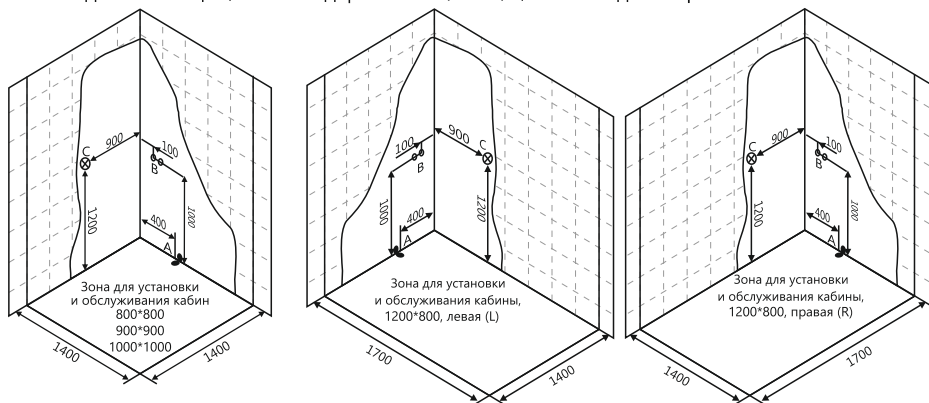 900
C
100
B
1200
1000
400
A
Зона для установки
и обслуживания кабин
800*800
900*900
1000*1000
1400
1400
100
900
C
B
1000
1200
400
A
Зона для установки
и обслуживания кабины,
1200*800, левая (L)
1700
1400
900
C
100
B
1200
1000
400
A
Зона для установки
и обслуживания кабины,
1200*800, правая (R)
1400
1700